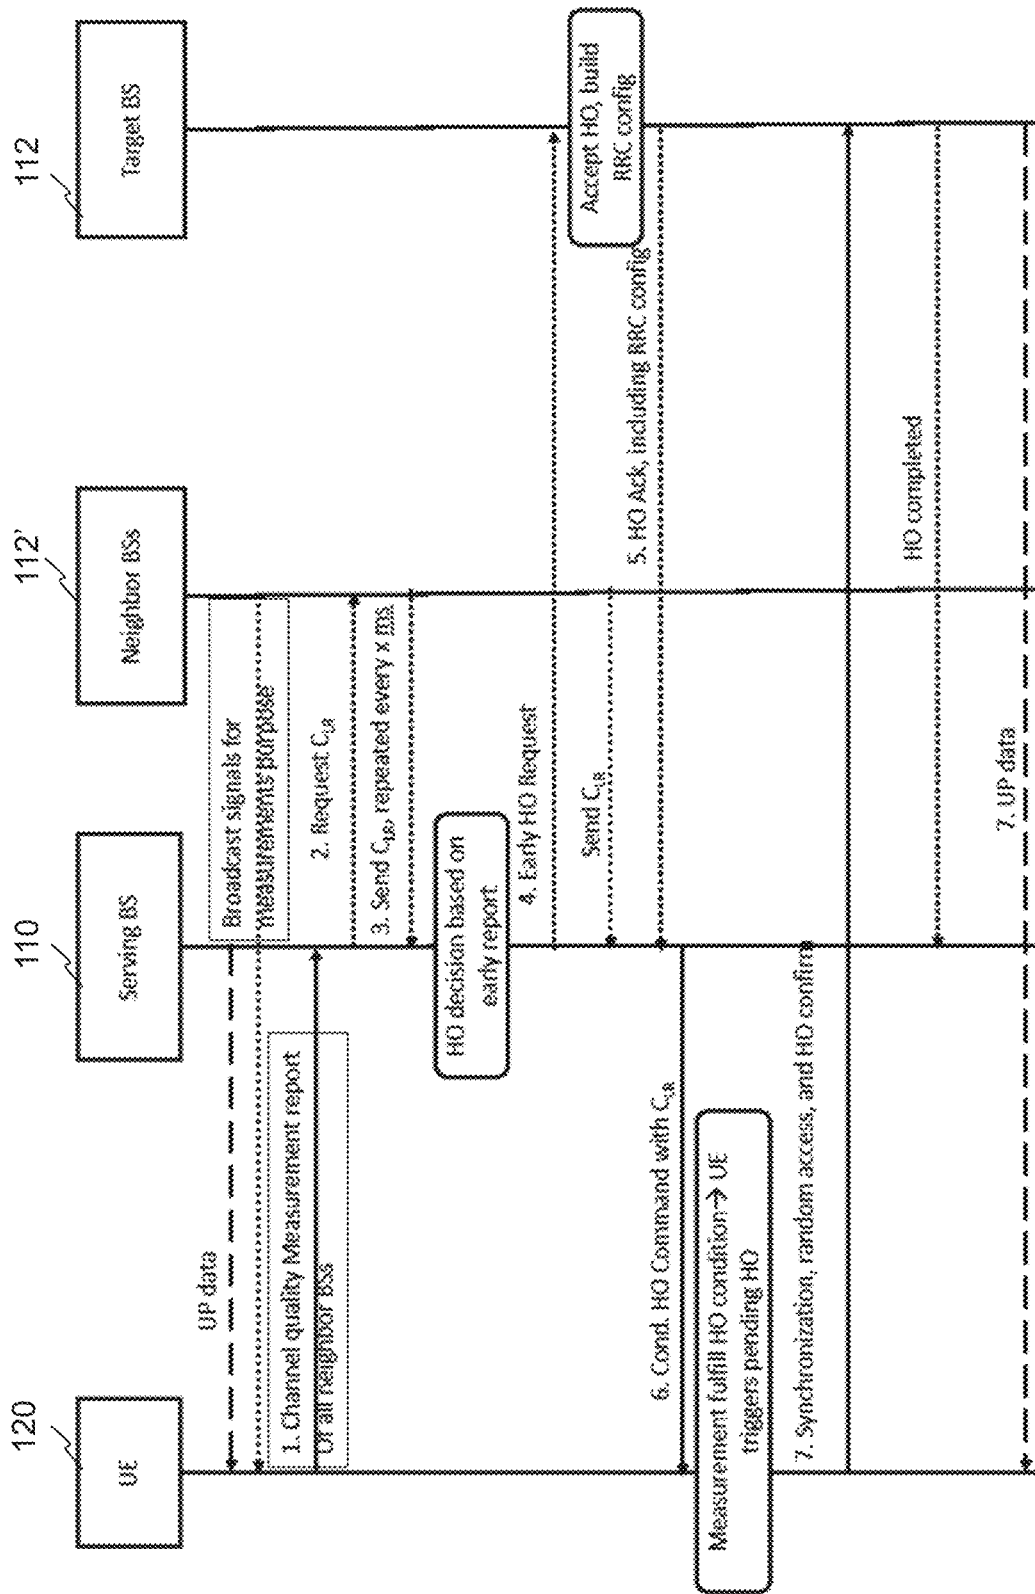 120
UE
110
Serving BS
112'
Neighbor BSs
112
Target BS
UP data
Broadcast signals for
measurements purpose
1. Channel quality Measurement report
Of all neighbor BSs
2. Request C_LR
3. Send C_LR, repeated every x ms
HO decision based on
early report
4. Early HO Request
Accept HO, build
RRC config
Send C_LR
5. HO Ack, including RRC config
6. Cond. HO Command with C_LR
Measurement fulfill HO condition → UE
triggers pending HO
7. Synchronization, random access, and HO confirm
HO completed
7. UP data